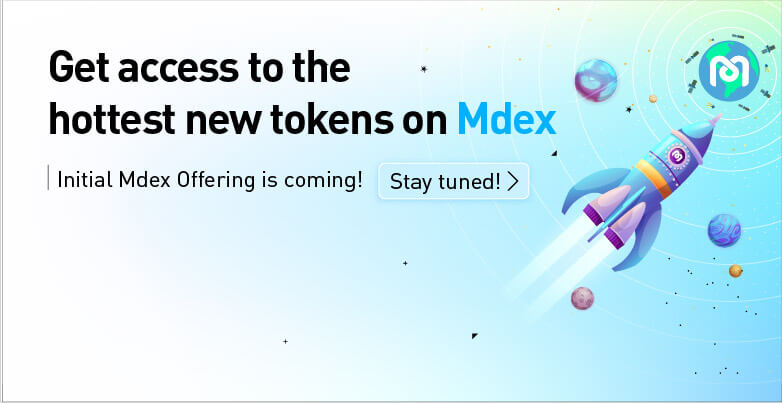 Get access to the
hottest new tokens on Mdex
Initial Mdex Offering is coming!
Stay tuned!